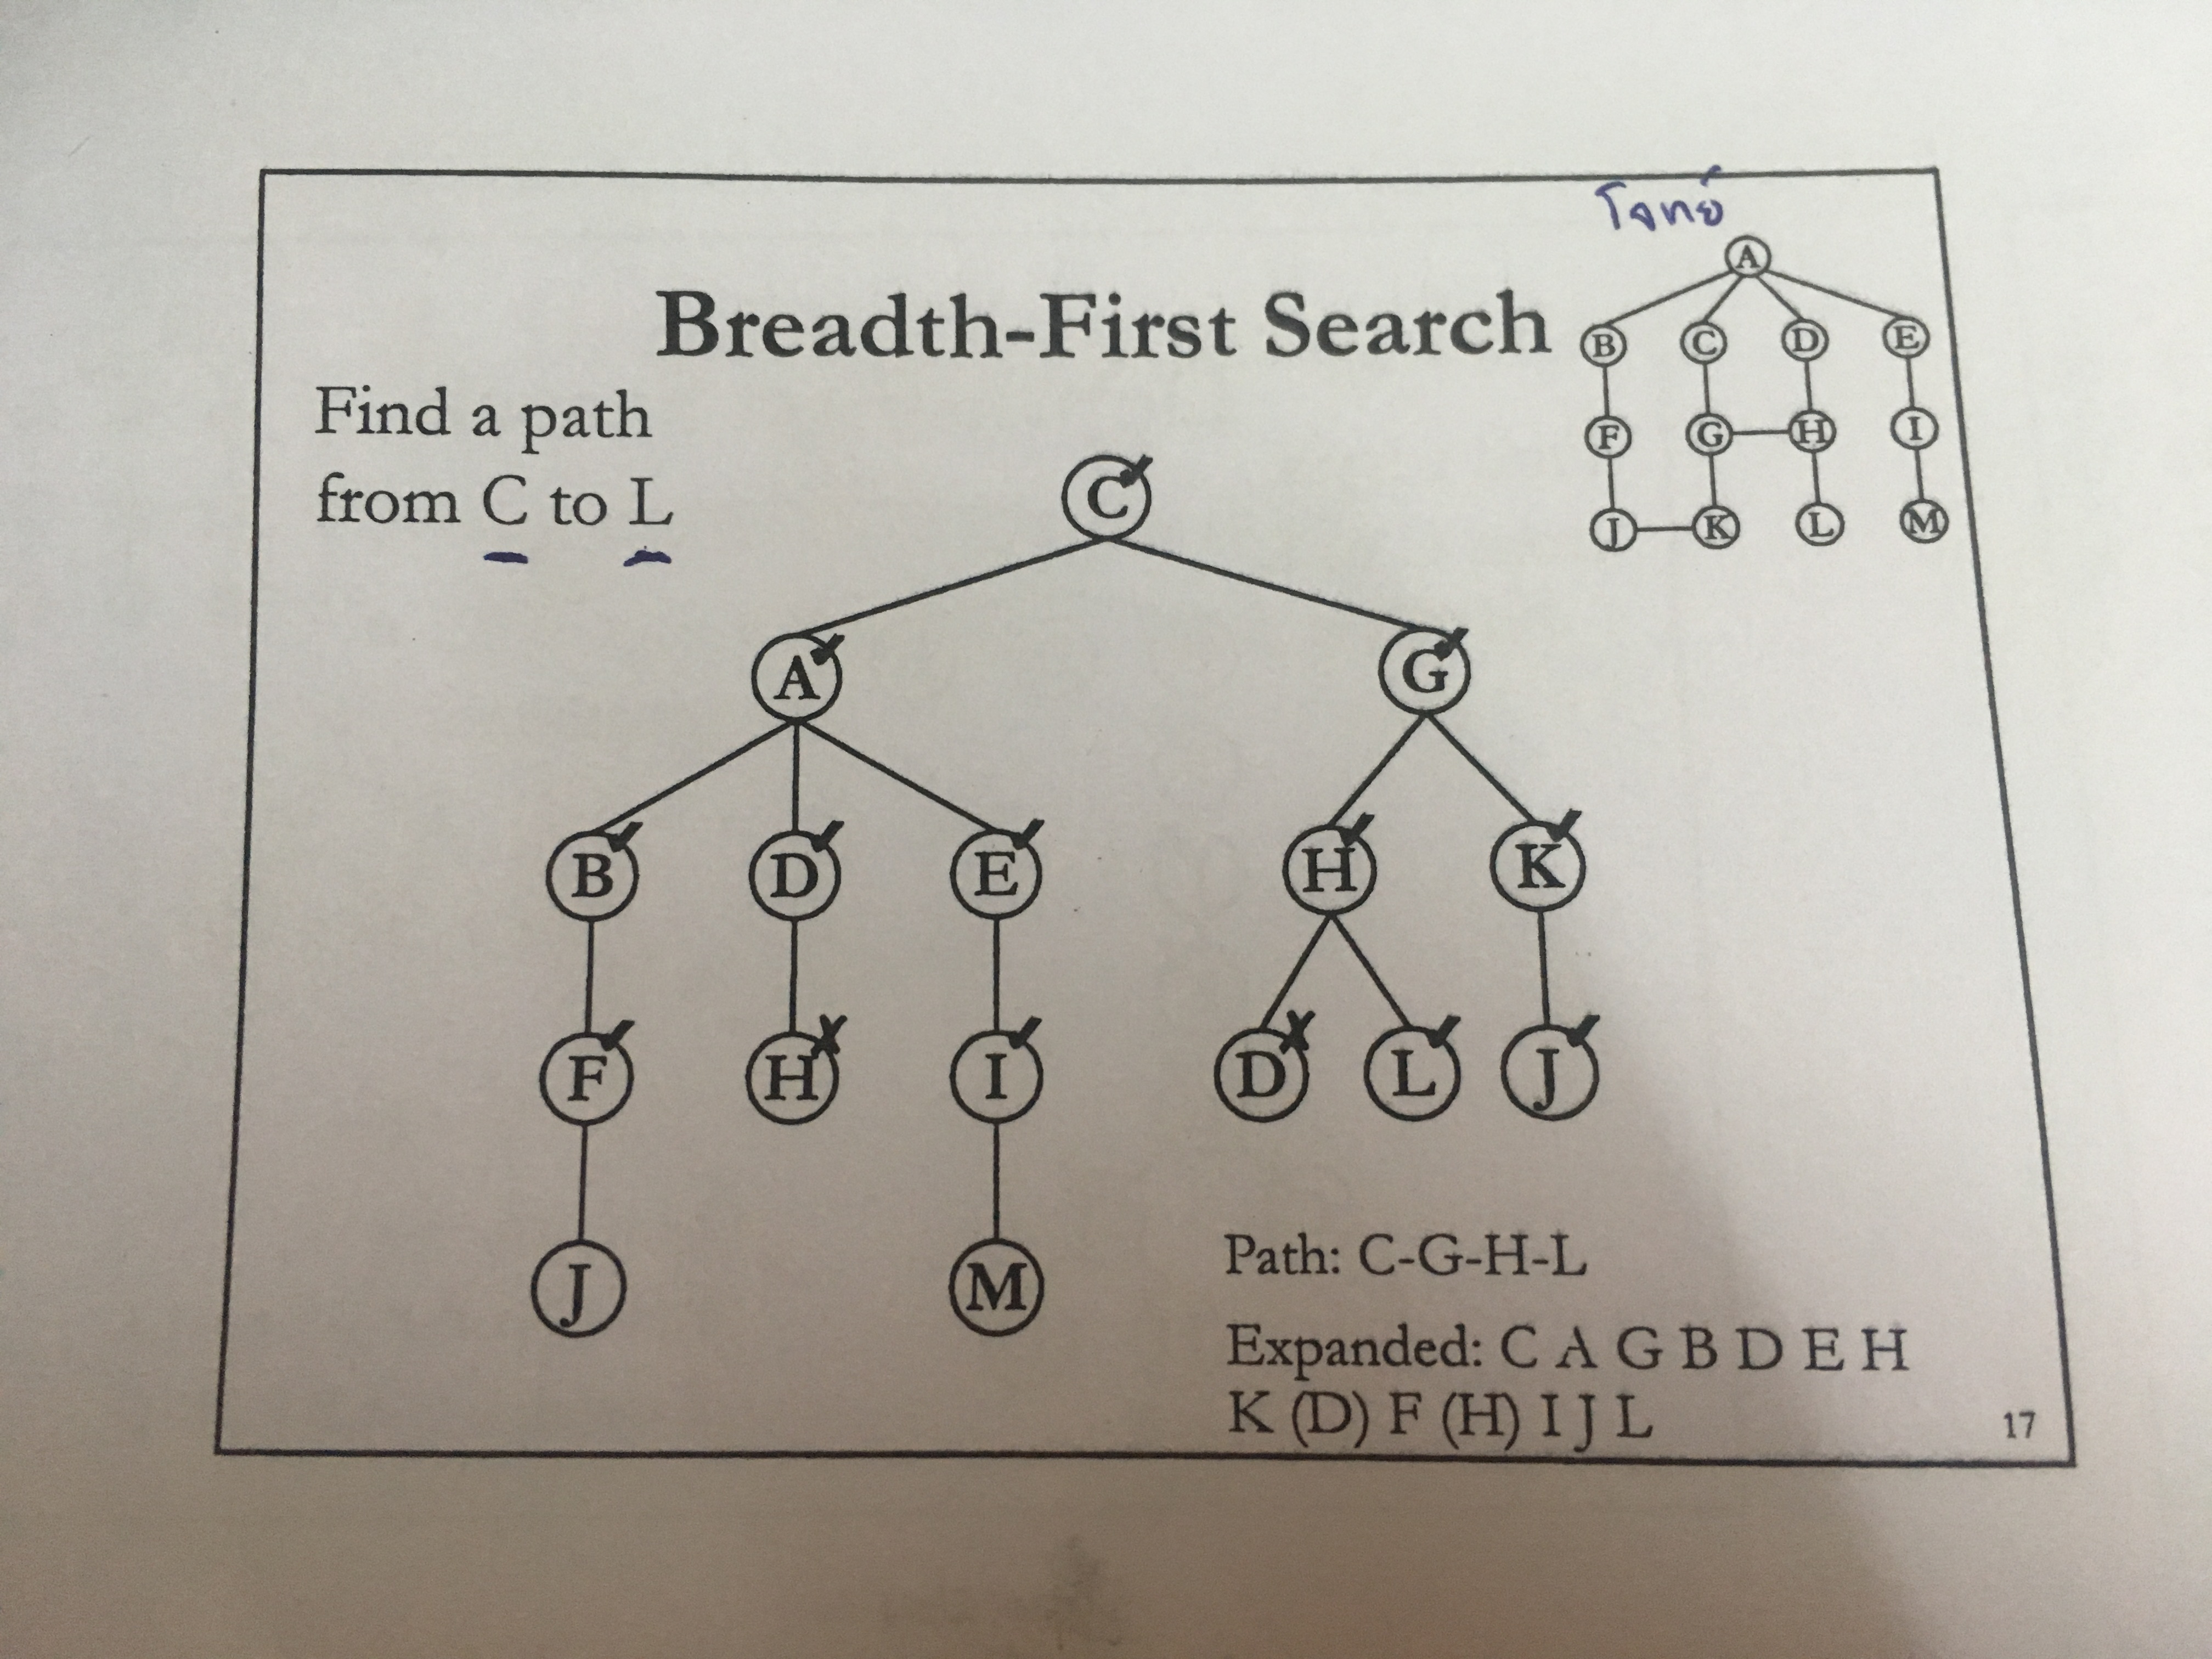 โจทย์
Breadth-First Search
Find a path
from C to L
A
B C D E
F G H I
J K L M
C
A G
B D E H K
F H I D L J
J M
Path: C-G-H-L
Expanded: C A G B D E H
K (D) F (H) I J L
17